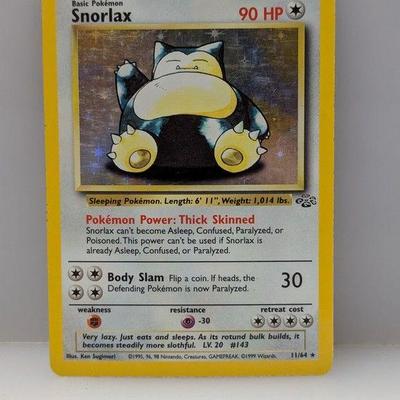 Basic Pokémon
Snorlax 90 HP
Sleeping Pokémon. Length: 6' 11", Weight: 1,014 lbs.
Pokémon Power: Thick Skinned
Snorlax can't become Asleep, Confused, Paralyzed, or
Poisoned. This power can't be used if Snorlax is
already Asleep, Confused, or Paralyzed.
Body Slam Flip a coin. If heads, the
Defending Pokémon is now Paralyzed.
30
weakness resistance retreat cost
-30
Very lazy. Just eats and sleeps. As its rotund bulk builds, it
becomes steadily more slothful. LV. 20 #143
Illus. Ken Sugimori ©1995, 96, 98 Nintendo, Creatures, GAMEFREAK. ©1999 Wizards. 11/64 ★